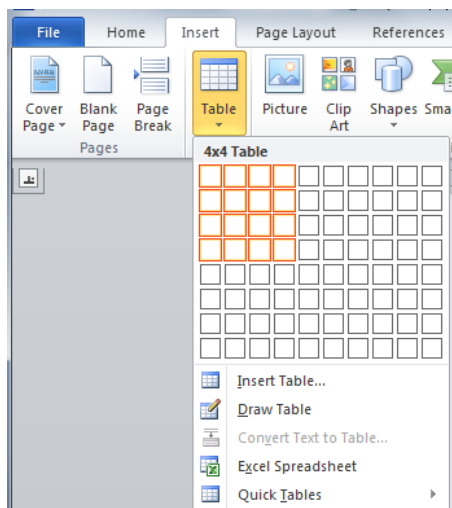 File Home Insert Page Layout References
Cover Page
Blank Page
Page Break
Table
Picture
Clip Art
Shapes
Pages
4x4 Table
Insert Table...
Draw Table
Convert Text to Table...
Excel Spreadsheet
Quick Tables